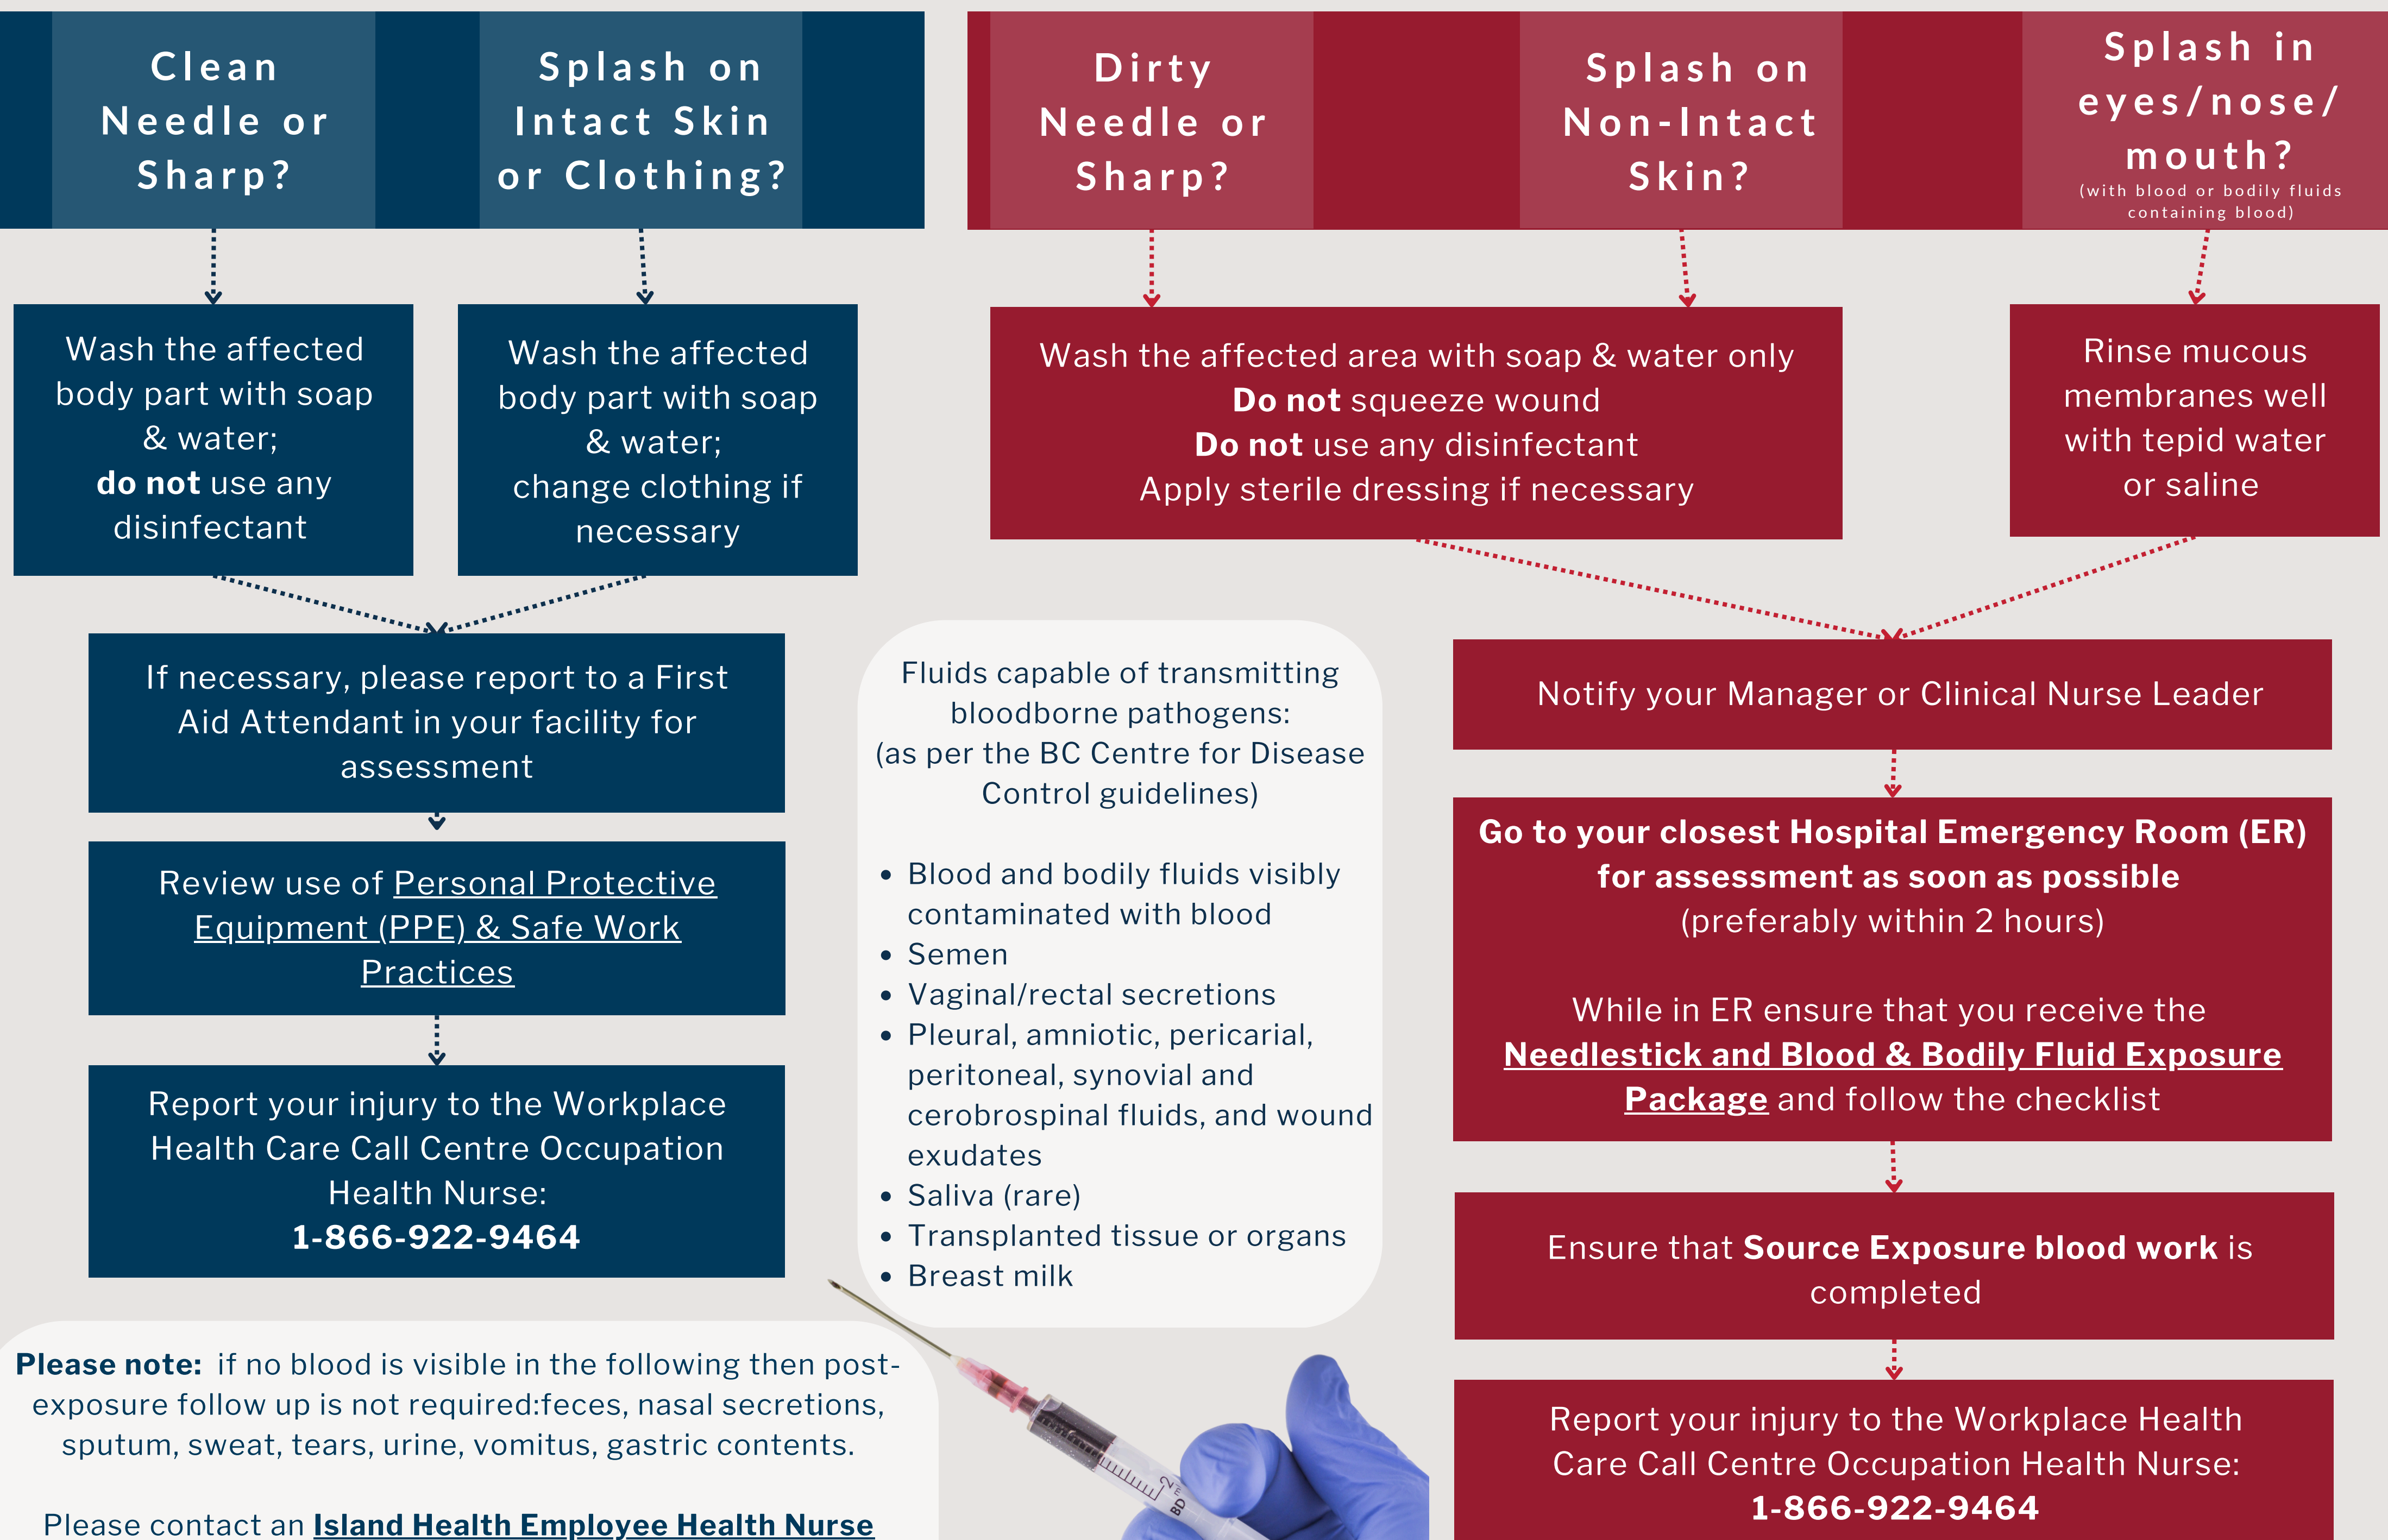 Clean
Needle or
Sharp?
Splash on
Intact Skin
or Clothing?
Dirty
Needle or
Sharp?
Splash on
Non-Intact
Skin?
Splash in
eyes/nose/
mouth?
(with blood or bodily fluids
containing blood)
Wash the affected
body part with soap
& water;
do not use any
disinfectant
Wash the affected
body part with soap
& water;
change clothing if
necessary
Wash the affected area with soap & water only
Do not squeeze wound
Do not use any disinfectant
Apply sterile dressing if necessary
Rinse mucous
membranes well
with tepid water
or saline
If necessary, please report to a First
Aid Attendant in your facility for
assessment
Review use of Personal Protective
Equipment (PPE) & Safe Work
Practices
Report your injury to the Workplace
Health Care Call Centre Occupation
Health Nurse:
1-866-922-9464
Fluids capable of transmitting
bloodborne pathogens:
(as per the BC Centre for Disease
Control guidelines)
• Blood and bodily fluids visibly
contaminated with blood
• Semen
• Vaginal/rectal secretions
• Pleural, amniotic, pericarial,
peritoneal, synovial and
cerobrospinal fluids, and wound
exudates
• Saliva (rare)
• Transplanted tissue or organs
• Breast milk
Notify your Manager or Clinical Nurse Leader
Go to your closest Hospital Emergency Room (ER)
for assessment as soon as possible
(preferably within 2 hours)
While in ER ensure that you receive the
Needlestick and Blood & Bodily Fluid Exposure
Package and follow the checklist
Ensure that Source Exposure blood work is
completed
Report your injury to the Workplace Health
Care Call Centre Occupation Health Nurse:
1-866-922-9464
Please note: if no blood is visible in the following then post-
exposure follow up is not required:feces, nasal secretions,
sputum, sweat, tears, urine, vomitus, gastric contents.
Please contact an Island Health Employee Health Nurse
2 ml
BD